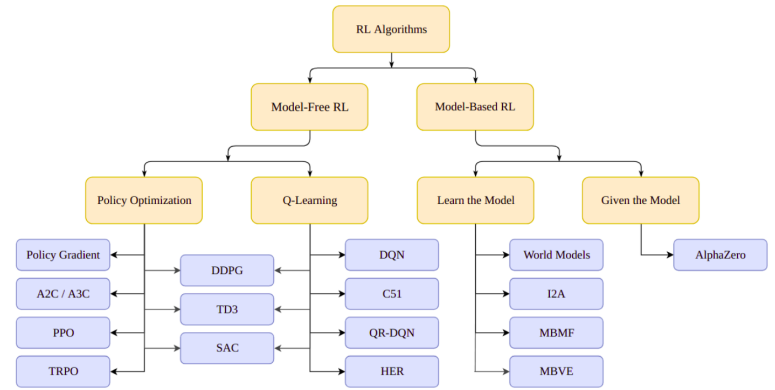 RL Algorithms
Model-Free RL
Model-Based RL
Policy Optimization
Q-Learning
Learn the Model
Given the Model
Policy Gradient
DDPG
DQN
World Models
AlphaZero
A2C / A3C
TD3
C51
I2A
PPO
SAC
QR-DQN
MBMF
TRPO
HER
MBVE